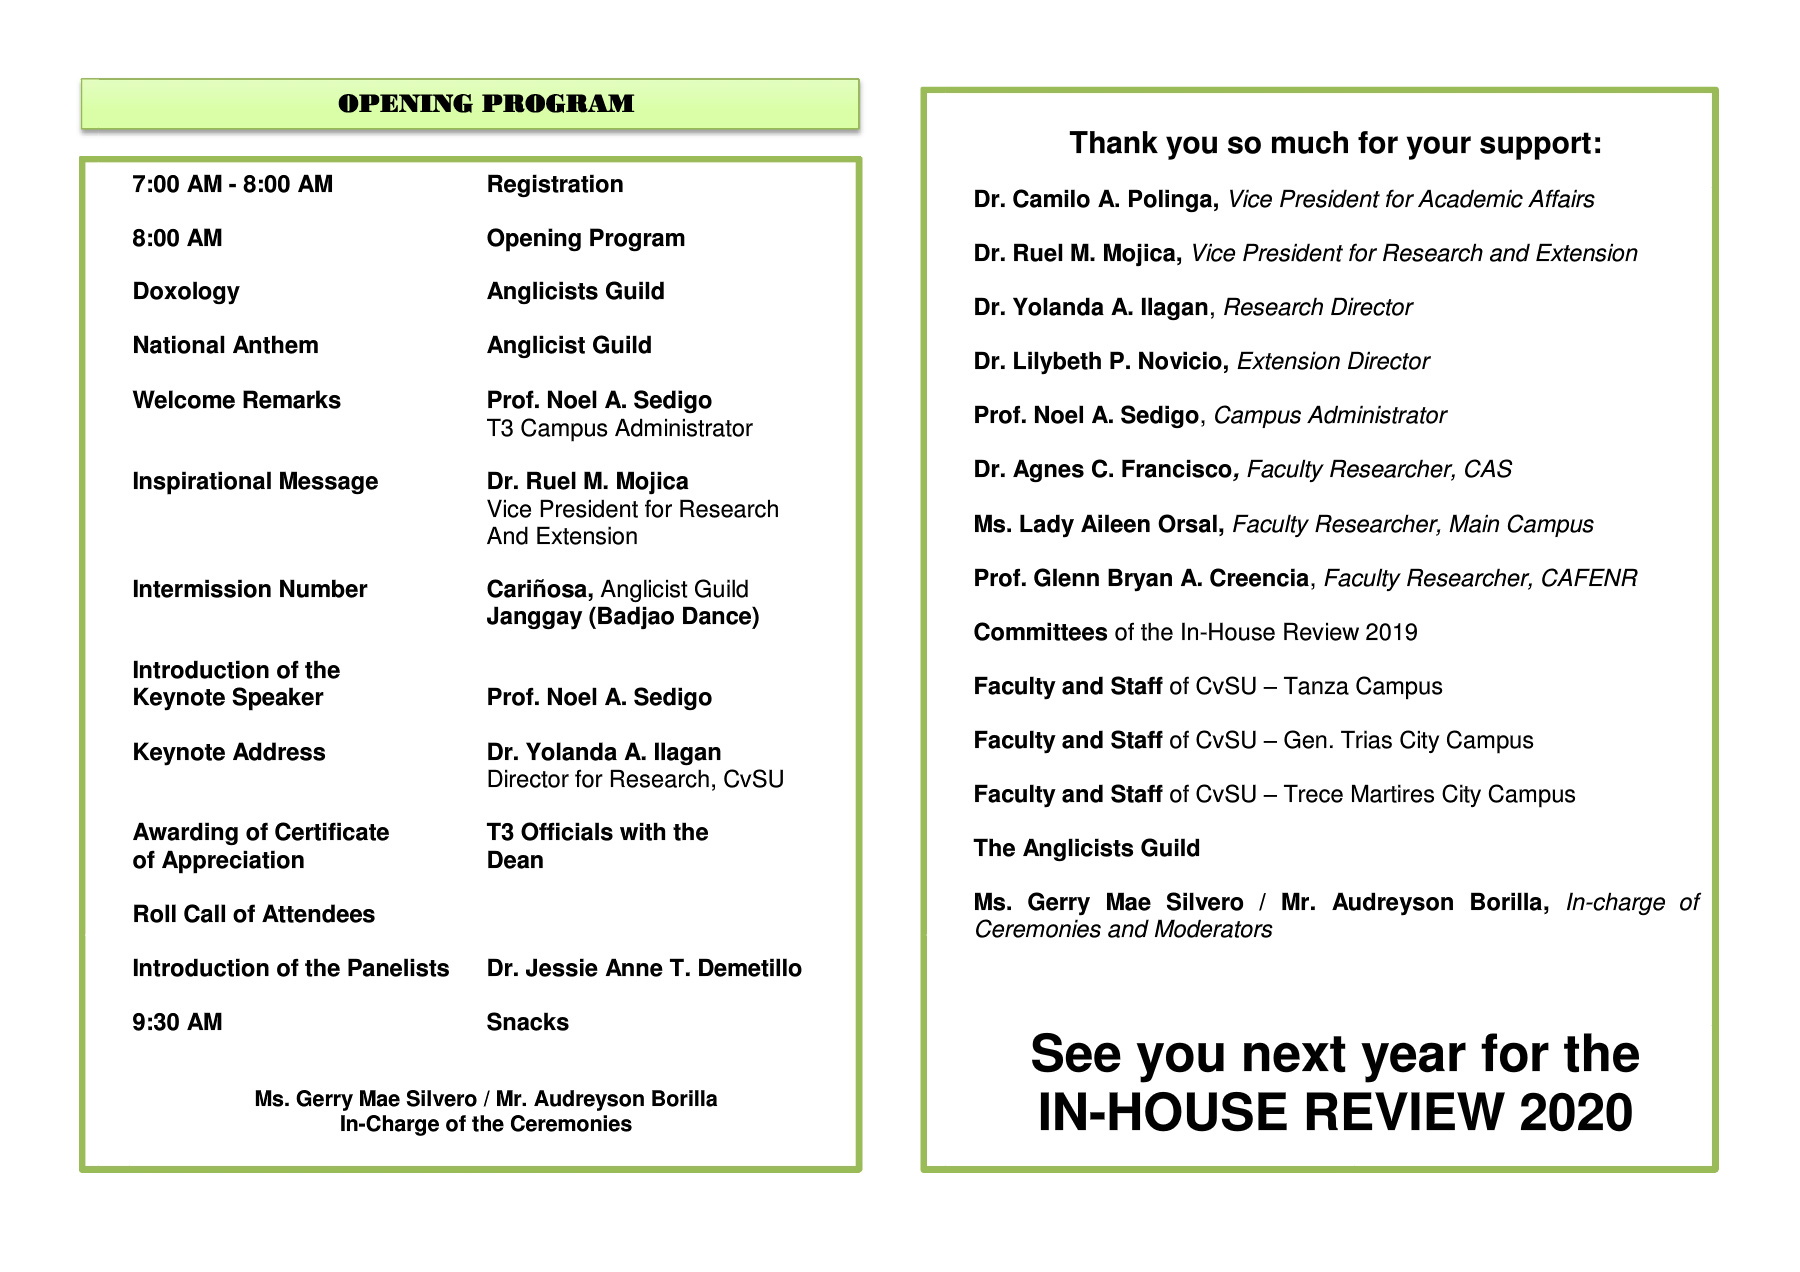 OPENING PROGRAM
7:00 AM - 8:00 AM Registration
8:00 AM Opening Program
Doxology Anglicists Guild
National Anthem Anglicist Guild
Welcome Remarks Prof. Noel A. Sedigo
T3 Campus Administrator
Inspirational Message Dr. Ruel M. Mojica
Vice President for Research
And Extension
Intermission Number Cariñosa, Anglicist Guild
Janggay (Badjao Dance)
Introduction of the
Keynote Speaker Prof. Noel A. Sedigo
Keynote Address Dr. Yolanda A. Ilagan
Director for Research, CvSU
Awarding of Certificate T3 Officials with the
of Appreciation Dean
Roll Call of Attendees
Introduction of the Panelists Dr. Jessie Anne T. Demetillo
9:30 AM Snacks
Ms. Gerry Mae Silvero / Mr. Audreyson Borilla
In-Charge of the Ceremonies
Thank you so much for your support:
Dr. Camilo A. Polinga, Vice President for Academic Affairs
Dr. Ruel M. Mojica, Vice President for Research and Extension
Dr. Yolanda A. Ilagan, Research Director
Dr. Lilybeth P. Novicio, Extension Director
Prof. Noel A. Sedigo, Campus Administrator
Dr. Agnes C. Francisco, Faculty Researcher, CAS
Ms. Lady Aileen Orsal, Faculty Researcher, Main Campus
Prof. Glenn Bryan A. Creencia, Faculty Researcher, CAFENR
Committees of the In-House Review 2019
Faculty and Staff of CvSU – Tanza Campus
Faculty and Staff of CvSU – Gen. Trias City Campus
Faculty and Staff of CvSU – Trece Martires City Campus
The Anglicists Guild
Ms. Gerry Mae Silvero / Mr. Audreyson Borilla, In-charge of
Ceremonies and Moderators
See you next year for the
IN-HOUSE REVIEW 2020